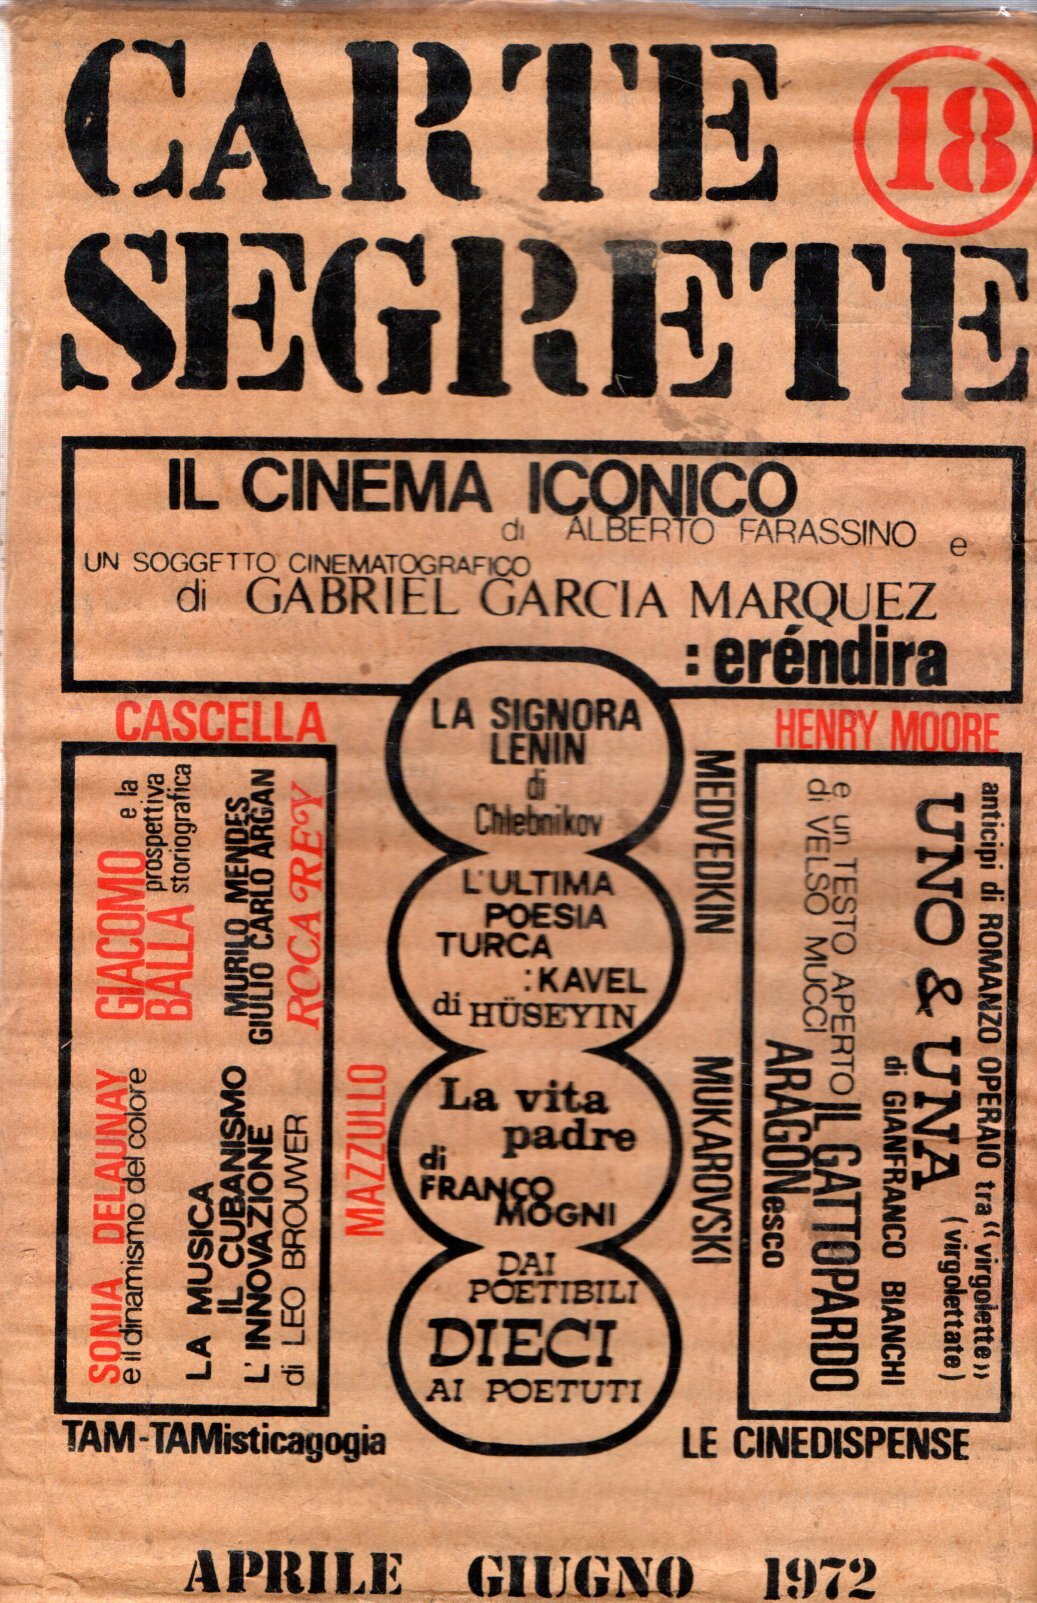 CARTE
18
SEGRETE
IL CINEMA ICONICO
di ALBERTO FARASSINO e
UN SOGGETTO CINEMATOGRAFICO
di GABRIEL GARCIA MARQUEZ
: eréndira
CASCELLA
HENRY MOORE
GIACOMO e la
BALLA prospettiva
storiografica
MURILO MENDES
GIULIO CARLO ARGAN
ROCA REY
SONIA DELAUNAY
e il dinamismo del colore
LA MUSICA
IL CUBANISMO
L'INNOVAZIONE
di LEO BROUWER
MAZZULLO
LA SIGNORA
LENIN
di
Chlebnikov
L'ULTIMA
POESIA
TURCA
:KAVEL
di HÜSEYIN
La vita
padre
di
FRANCO
MOGNI
DAI
POETIBILI
DIECI
AI POETUTI
MEDVEDKIN
MUKAROVSKI
anticipi di ROMANZO OPERAIO tra “virgolette”
(virgolettate)
UNO & UNA
di GIANFRANCO BIANCHI
e un TESTO APERTO IL GATTOPARDO
di VELSO MUCCI
ARAGONesco
TAM-TAMisticagogia
LE CINEDISPENSE
APRILE GIUGNO 1972